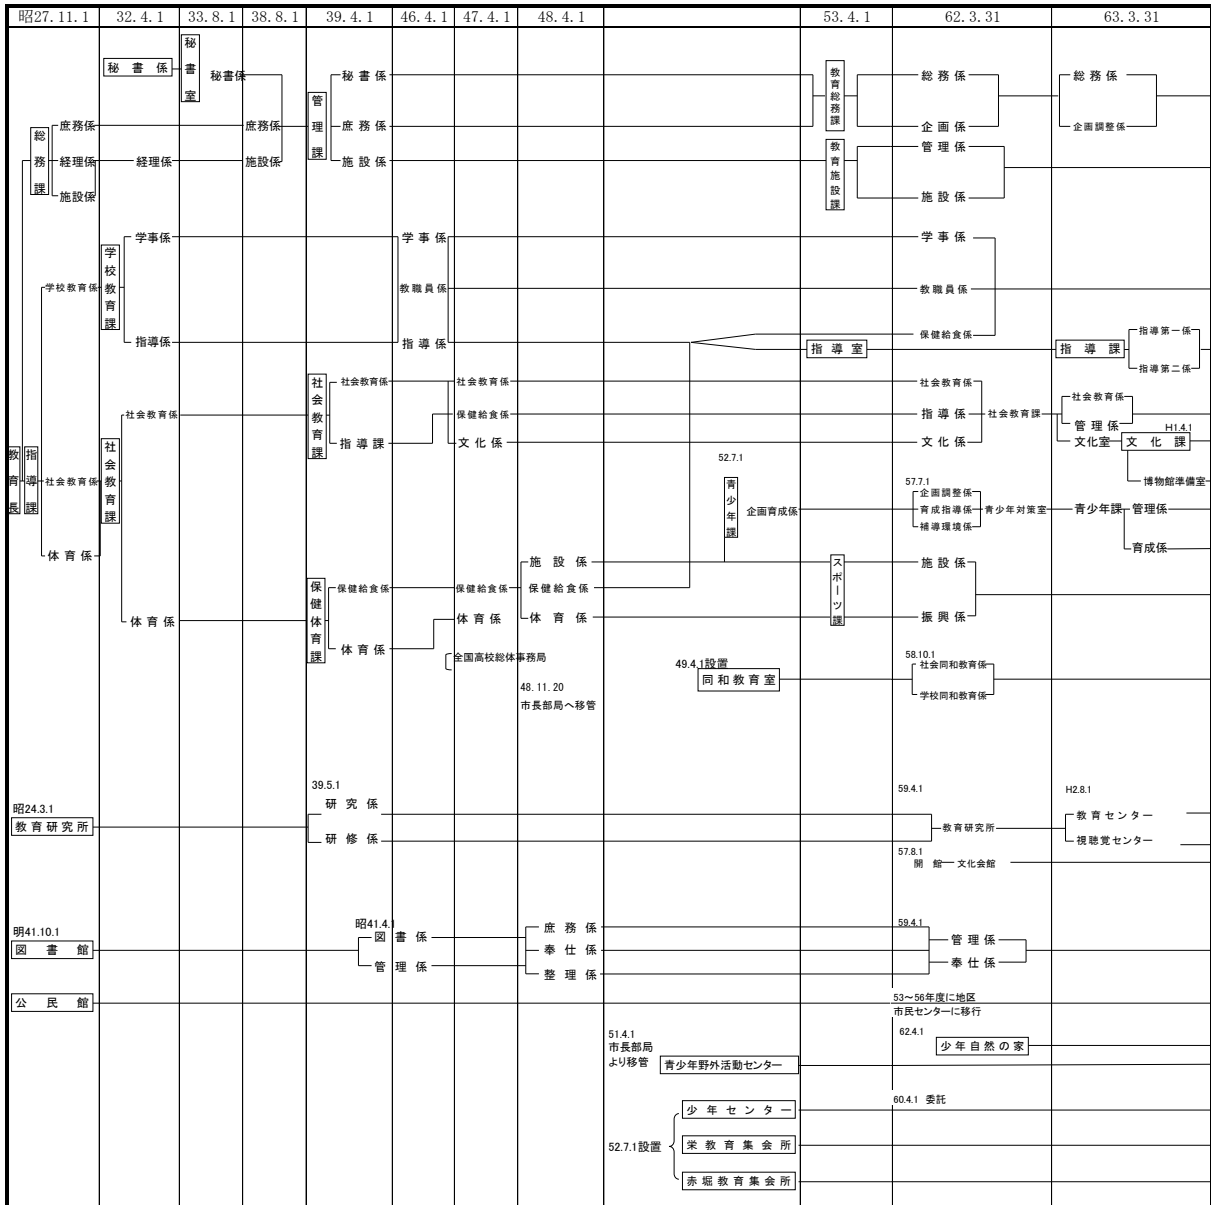 昭27.11.1 32.4.1 33.8.1 38.8.1 39.4.1 46.4.1 47.4.1 48.4.1 53.4.1 62.3.31 63.3.31
秘書係 秘書室 秘書係 管理課 秘書係 教育総務課 総務係 総務係
総務課 庶務係 庶務係 庶務係 企画係 企画調整係
経理係 経理係 施設係 施設係 教育施設課 管理係
施設係 施設係
学校教育課 学事係 学事係 学事係
学校教育係 教職員係 教職員係
指導係 指導係 保健給食係
指導室 指導課 指導第一係
指導第二係
社会教育課 社会教育係 社会教育係 社会教育係
社会教育係 保健給食係 指導係 社会教育課 社会教育係
管理係
指導課 文化係 文化係 文化室 文化課 H1.4.1
教育長 指導課 社会教育係 社会教育課 博物館準備室
52.7.1
青少年課 企画育成係 57.7.1
企画調整係
育成指導係 青少年対策室 青少年課 管理係
補導環境係
育成係
体育係 施設係 スポーツ課 施設係
保健体育課 保健給食係 保健給食係 保健給食係
体育係 体育係 体育係 振興係
体育係
全国高校総体事務局
48.11.20
市長部局へ移管
49.4.1設置
同和教育室 58.10.1
社会同和教育係
学校同和教育係
昭24.3.1
教育研究所 39.5.1
研究係
研修係
59.4.1
教育研究所 H2.8.1
教育センター
視聴覚センター
57.8.1
開館 文化会館
明41.10.1
図書館 昭41.4.1
図書係
管理係
庶務係
奉仕係
整理係
59.4.1
管理係
奉仕係
公民館 53～56年度に地区
市民センターに移行
62.4.1
少年自然の家
51.4.1
市長部局
より移管 青少年野外活動センター
52.7.1設置 少年センター 60.4.1 委託
栄教育集会所
赤堀教育集会所